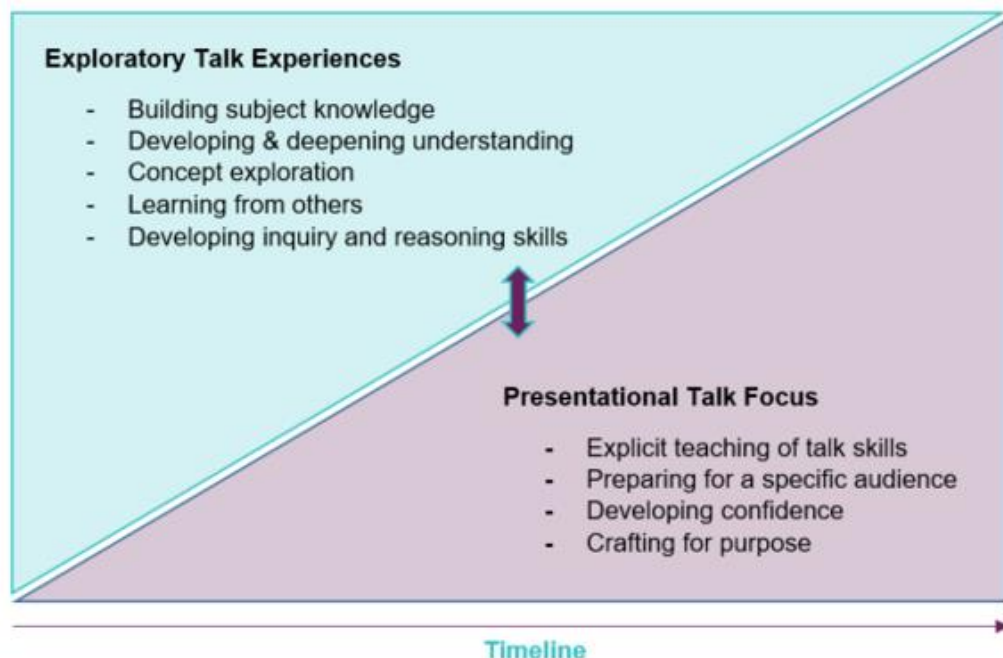 Exploratory Talk Experiences
- Building subject knowledge
- Developing & deepening understanding
- Concept exploration
- Learning from others
- Developing inquiry and reasoning skills
Presentational Talk Focus
- Explicit teaching of talk skills
- Preparing for a specific audience
- Developing confidence
- Crafting for purpose
Timeline